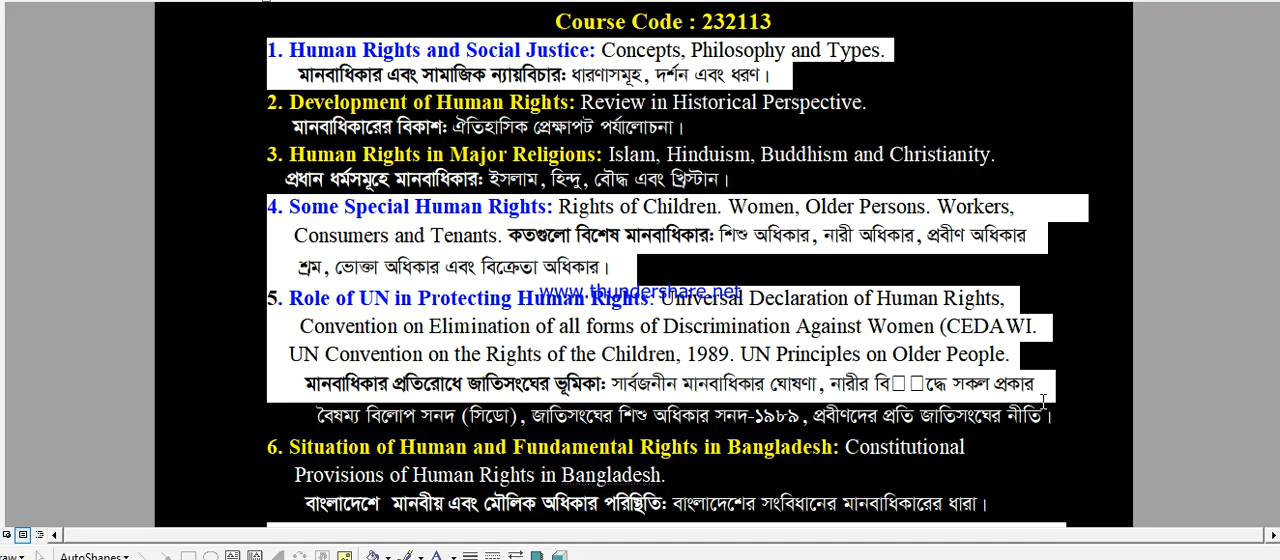 Course Code : 232113
1. Human Rights and Social Justice: Concepts, Philosophy and Types.
মানবাধিকার এবং সামাজিক ন্যায়বিচার: ধারণাসমূহ, দর্শন এবং ধরণ।
2. Development of Human Rights: Review in Historical Perspective.
মানবাধিকারের বিকাশ: ঐতিহাসিক প্রেক্ষাপট পর্যালোচনা।
3. Human Rights in Major Religions: Islam, Hinduism, Buddhism and Christianity.
প্রধান ধর্মসমূহে মানবাধিকার: ইসলাম, হিন্দু, বৌদ্ধ এবং খ্রিস্টান।
4. Some Special Human Rights: Rights of Children. Women, Older Persons. Workers,
Consumers and Tenants. কতগুলো বিশেষ মানবাধিকার: শিশু অধিকার, নারী অধিকার, প্রবীণ অধিকার
শ্রম, ভোক্তা অধিকার এবং বিক্রেতা অধিকার।
www.thundershare.net
5. Role of UN in Protecting Human Rights: Universal Declaration of Human Rights,
Convention on Elimination of all forms of Discrimination Against Women (CEDAWI.
UN Convention on the Rights of the Children, 1989. UN Principles on Older People.
মানবাধিকার প্রতিরোধে জাতিসংঘের ভূমিকা: সার্বজনীন মানবাধিকার ঘোষণা, নারীর বি□□দ্ধে সকল প্রকার
বৈষম্য বিলোপ সনদ (সিডো), জাতিসংঘের শিশু অধিকার সনদ-১৯৮৯, প্রবীণদের প্রতি জাতিসংঘের নীতি।
6. Situation of Human and Fundamental Rights in Bangladesh: Constitutional
Provisions of Human Rights in Bangladesh.
বাংলাদেশে মানবীয় এবং মৌলিক অধিকার পরিস্থিতি: বাংলাদেশের সংবিধানের মানবাধিকারের ধারা।
AutoShapes